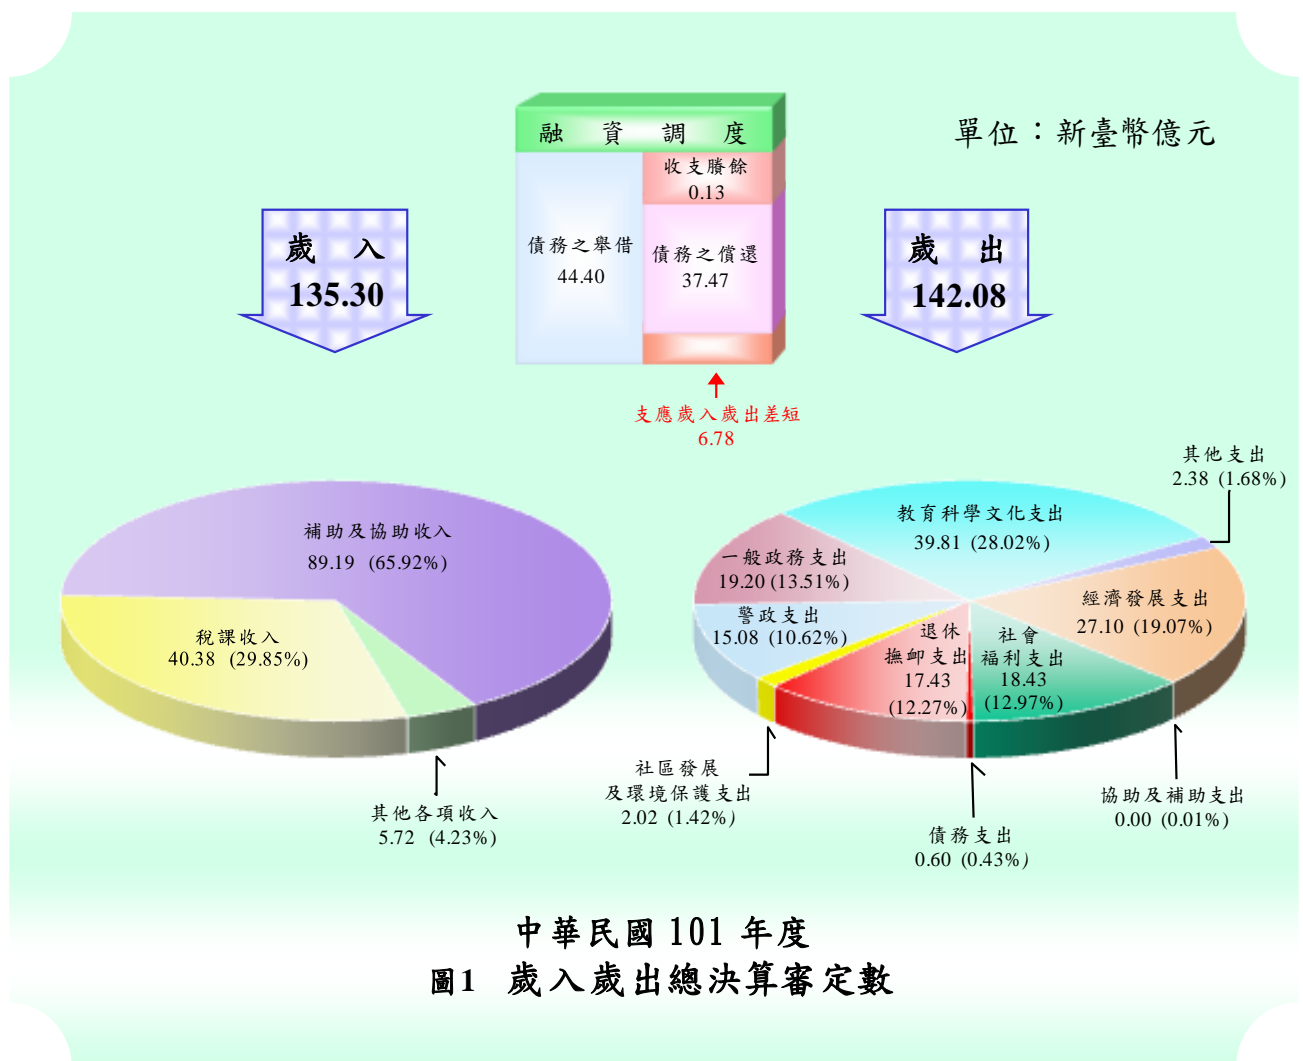 單位：新臺幣億元
融資調度
收支賸餘
0.13
債務之舉借
44.40
債務之償還
37.47
支應歲入歲出差短
6.78
歲入
135.30
歲出
142.08
補助及協助收入
89.19 (65.92%)
稅課收入
40.38 (29.85%)
其他各項收入
5.72 (4.23%)
其他支出
2.38 (1.68%)
教育科學文化支出
39.81 (28.02%)
一般政務支出
19.20 (13.51%)
經濟發展支出
27.10 (19.07%)
警政支出
15.08 (10.62%)
退休
撫卹支出
17.43
(12.27%)
社會
福利支出
18.43
(12.97%)
社區發展
及環境保護支出
2.02 (1.42%)
債務支出
0.60 (0.43%)
協助及補助支出
0.00 (0.01%)
中華民國 101 年度
圖1 歲入歲出總決算審定數